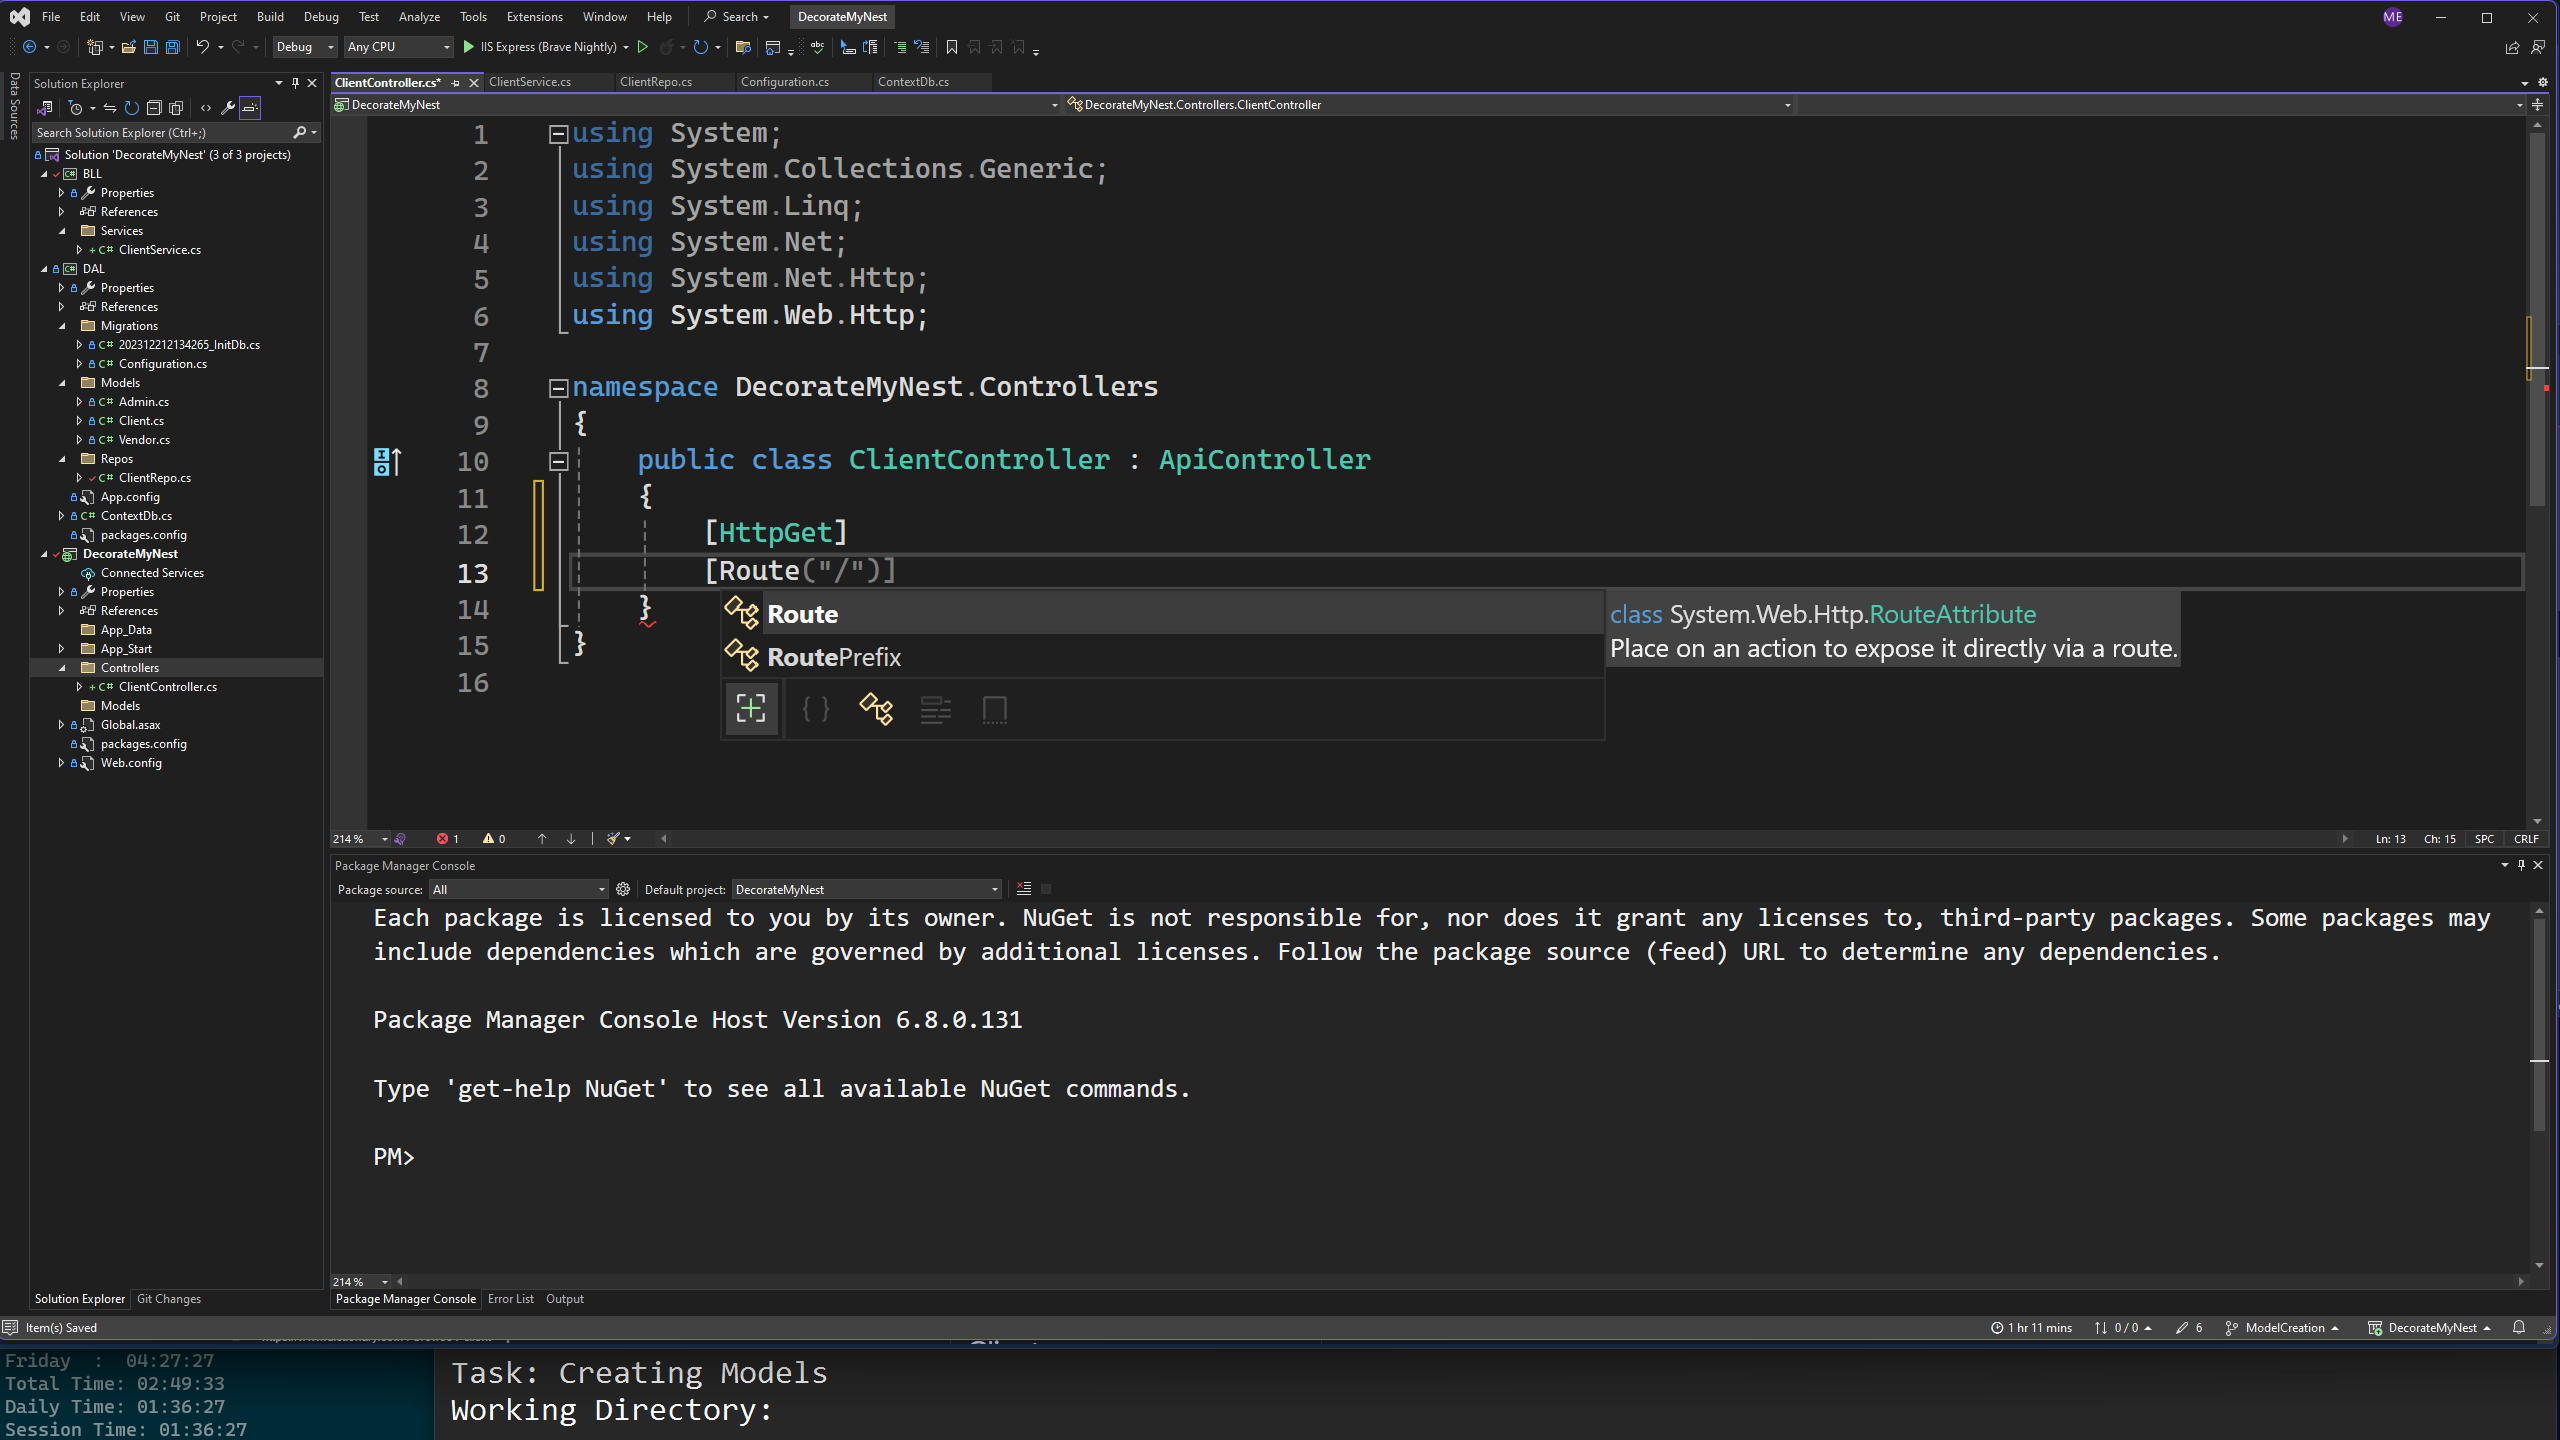 File Edit View Git Project Build Debug Test Analyze Tools Extensions Window Help Search DecorateMyNest ME
Debug Any CPU IIS Express (Brave Nightly)
Data Sources
Solution Explorer
Search Solution Explorer (Ctrl+;)
Solution 'DecorateMyNest' (3 of 3 projects)
BLL
Properties
References
Services
C# ClientService.cs
DAL
Properties
References
Migrations
C# 202312212134265_InitDb.cs
C# Configuration.cs
Models
C# Admin.cs
C# Client.cs
C# Vendor.cs
Repos
C# ClientRepo.cs
App.config
C# ContextDb.cs
packages.config
DecorateMyNest
Connected Services
Properties
References
App_Data
App_Start
Controllers
C# ClientController.cs
Models
Global.asax
packages.config
Web.config
Solution Explorer Git Changes
ClientController.cs* ClientService.cs ClientRepo.cs Configuration.cs ContextDb.cs
DecorateMyNest DecorateMyNest.Controllers.ClientController
1 using System;
2 using System.Collections.Generic;
3 using System.Linq;
4 using System.Net;
5 using System.Net.Http;
6 using System.Web.Http;
7
8 namespace DecorateMyNest.Controllers
9 {
10 public class ClientController : ApiController
11 {
12 [HttpGet]
13 [Route("/")]
14 }
15 }
16
Route
RoutePrefix
class System.Web.Http.RouteAttribute
Place on an action to expose it directly via a route.
214 % 1 0 Ln: 13 Ch: 15 SPC CRLF
Package Manager Console
Package source: All Default project: DecorateMyNest
Each package is licensed to you by its owner. NuGet is not responsible for, nor does it grant any licenses to, third-party packages. Some packages may
include dependencies which are governed by additional licenses. Follow the package source (feed) URL to determine any dependencies.
Package Manager Console Host Version 6.8.0.131
Type 'get-help NuGet' to see all available NuGet commands.
PM>
214 %
Package Manager Console Error List Output
Item(s) Saved 1 hr 11 mins 0 / 0 6 ModelCreation DecorateMyNest
Friday : 04:27:27
Total Time: 02:49:33
Daily Time: 01:36:27
Session Time: 01:36:27
Task: Creating Models
Working Directory: